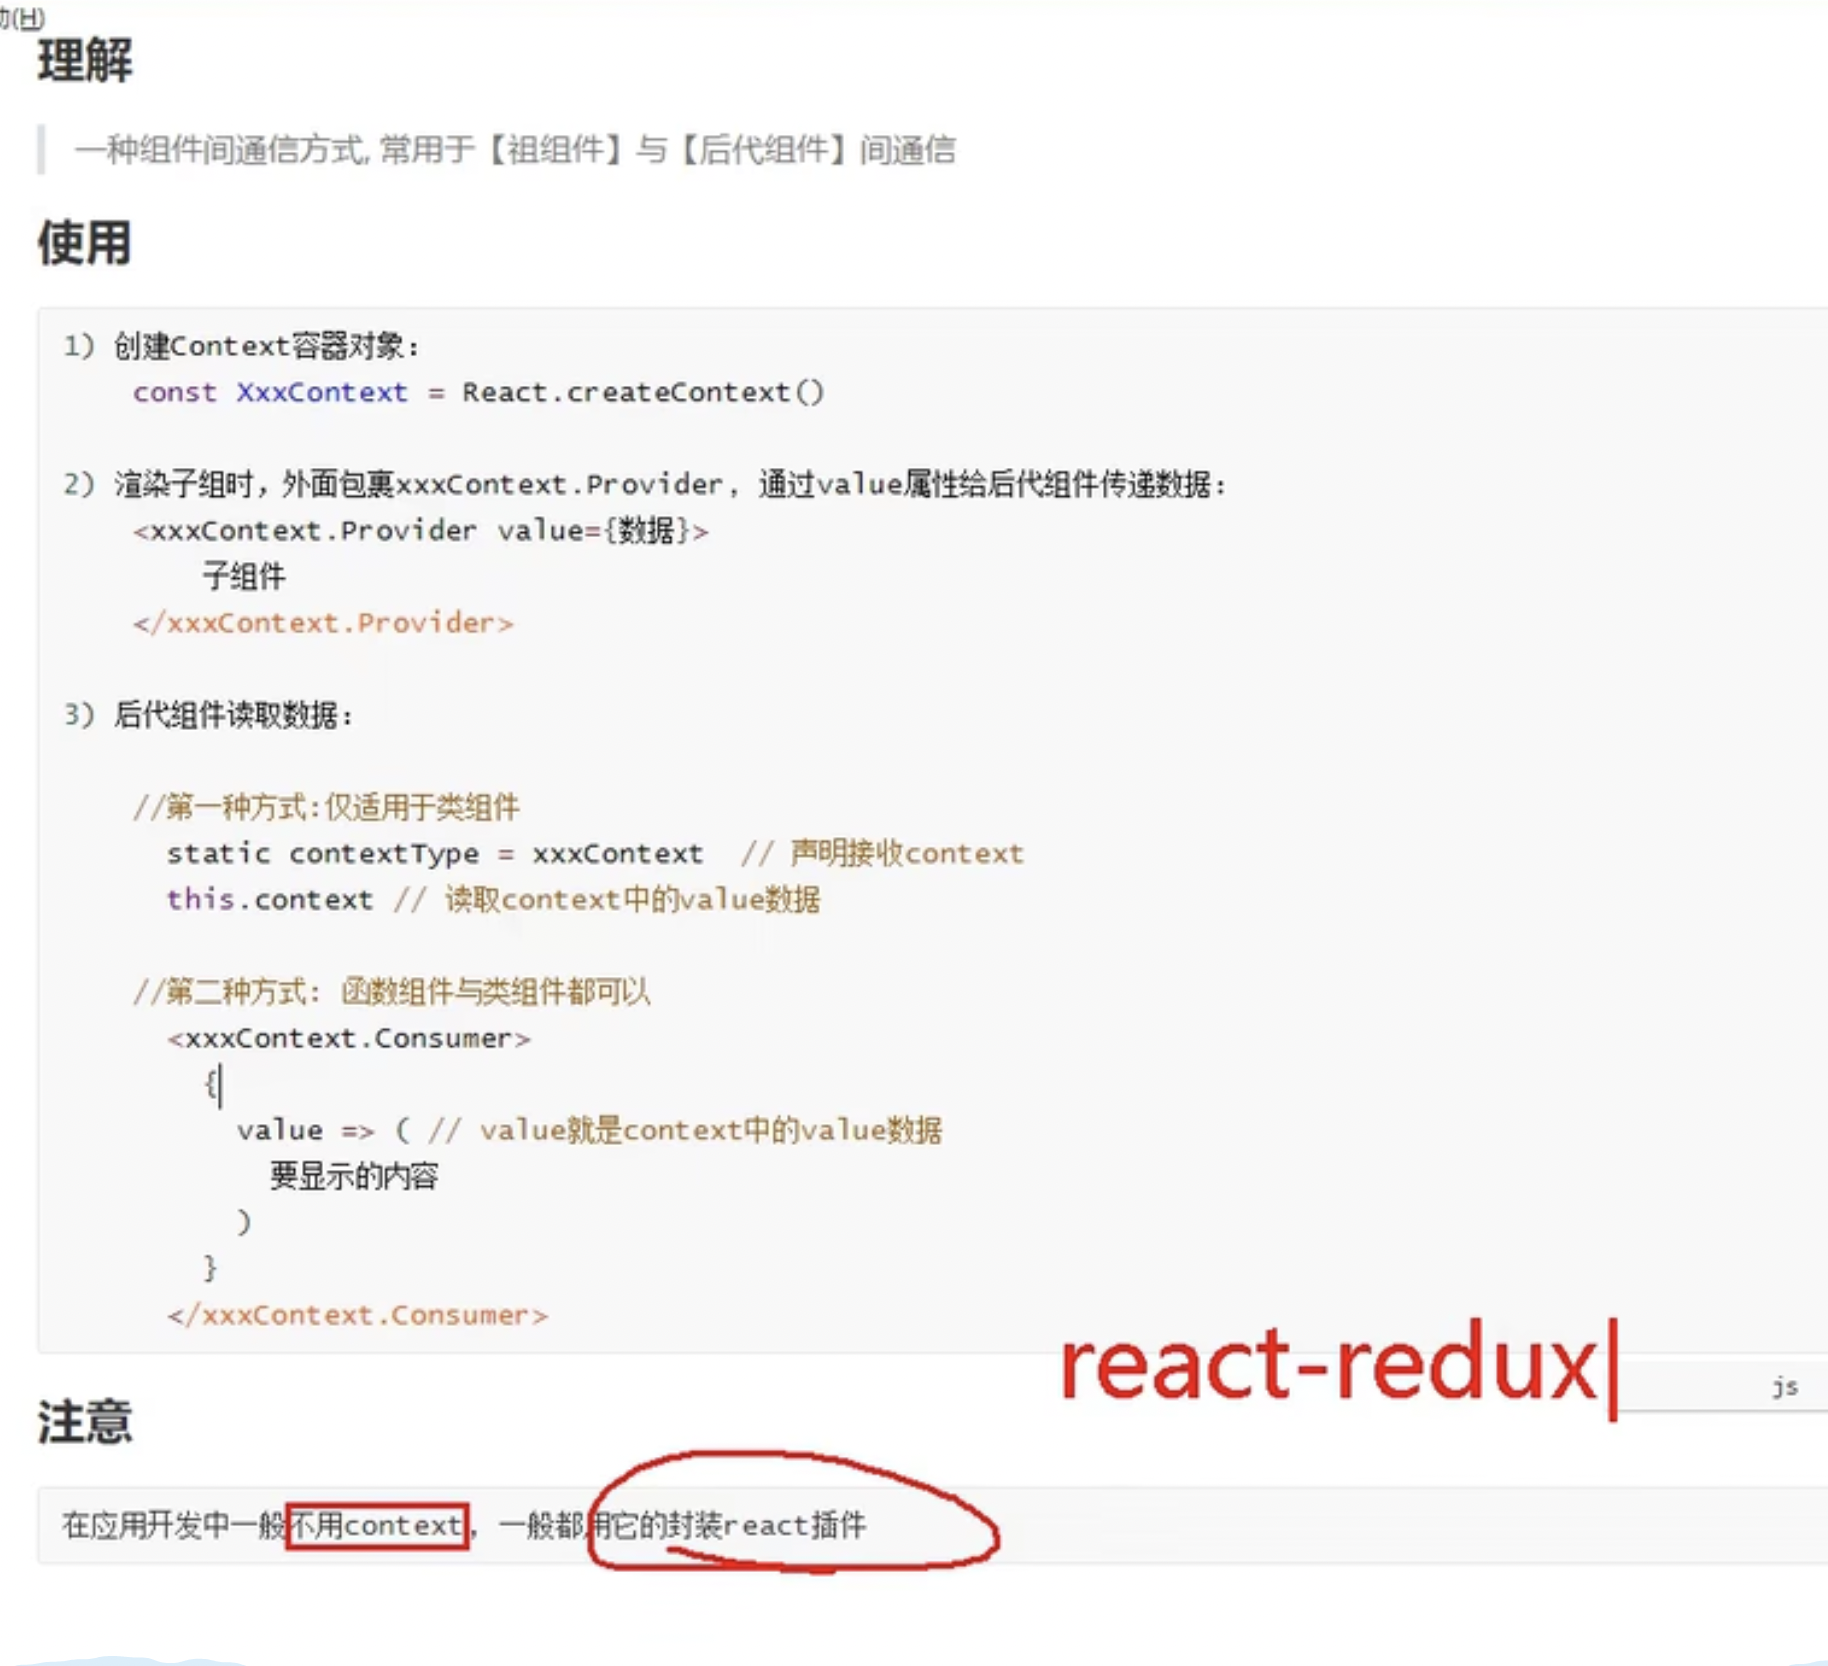 助(H)
理解
一种组件间通信方式, 常用于【祖组件】与【后代组件】间通信
使用
1) 创建Context容器对象：
const XxxContext = React.createContext()
2) 渲染子组时，外面包裹xxxContext.Provider, 通过value属性给后代组件传递数据：
<xxxContext.Provider value={数据}>
子组件
</xxxContext.Provider>
3) 后代组件读取数据：
//第一种方式:仅适用于类组件
static contextType = xxxContext // 声明接收context
this.context // 读取context中的value数据
//第二种方式: 函数组件与类组件都可以
<xxxContext.Consumer>
{
value => ( // value就是context中的value数据
要显示的内容
)
}
</xxxContext.Consumer>
react-redux
js
注意
在应用开发中一般不用context, 一般都用它的封装react插件